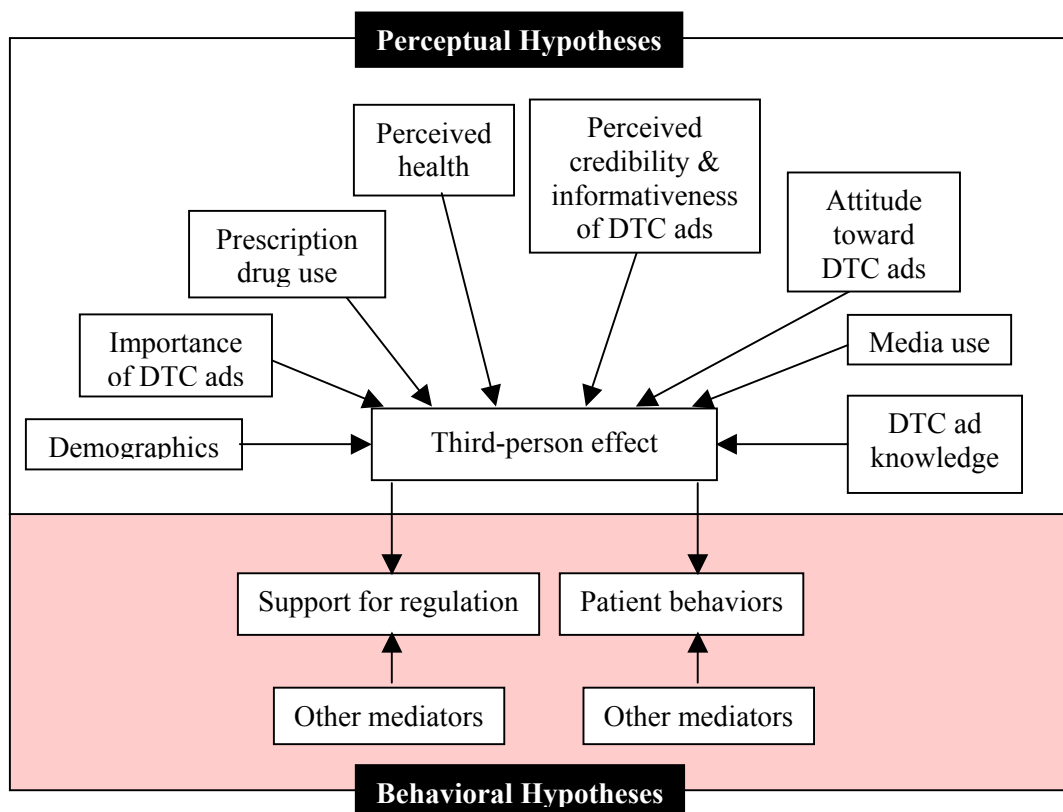 Perceptual Hypotheses
Perceived
health
Perceived
credibility &
informativeness
of DTC ads
Attitude
toward
DTC ads
Prescription
drug use
Importance
of DTC ads
Media use
Demographics
Third-person effect
DTC ad
knowledge
Support for regulation
Patient behaviors
Other mediators
Other mediators
Behavioral Hypotheses